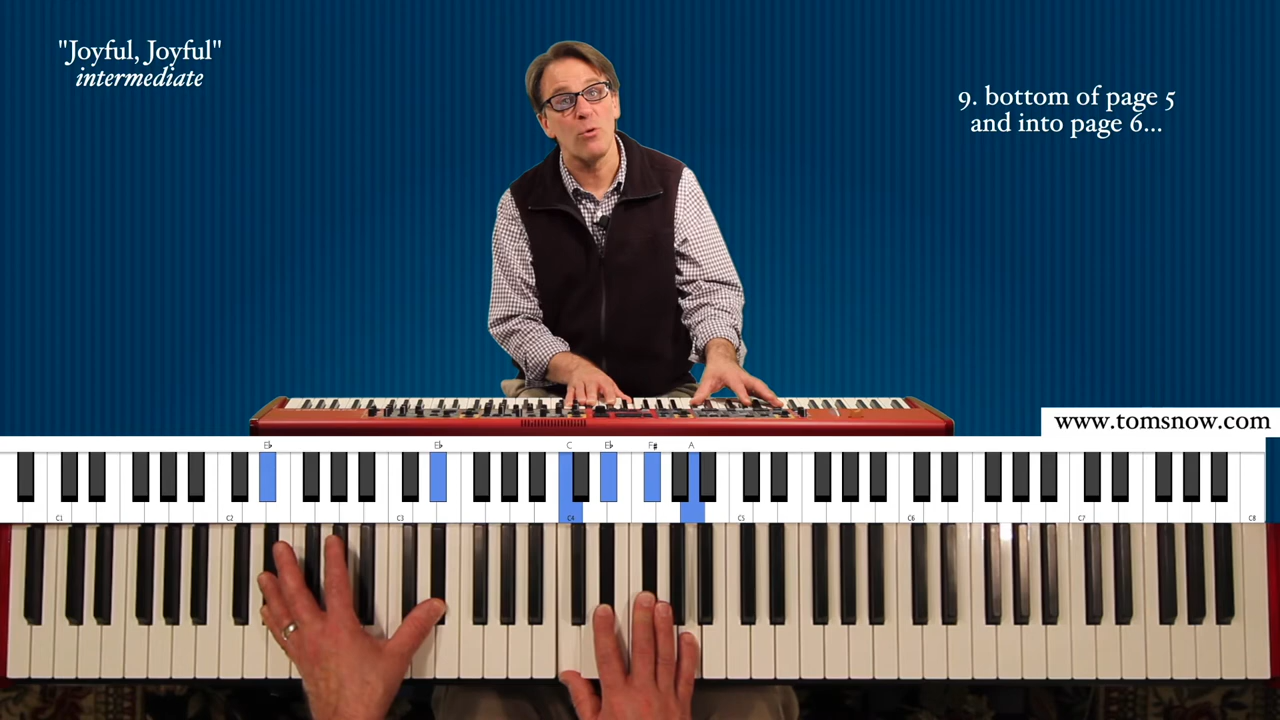 "Joyful, Joyful"
intermediate
9. bottom of page 5
and into page 6...
www.tomsnow.com
E♭ E♭ C E♭ F# A
C1 C2 C3 C4 C5 C6 C7 C8